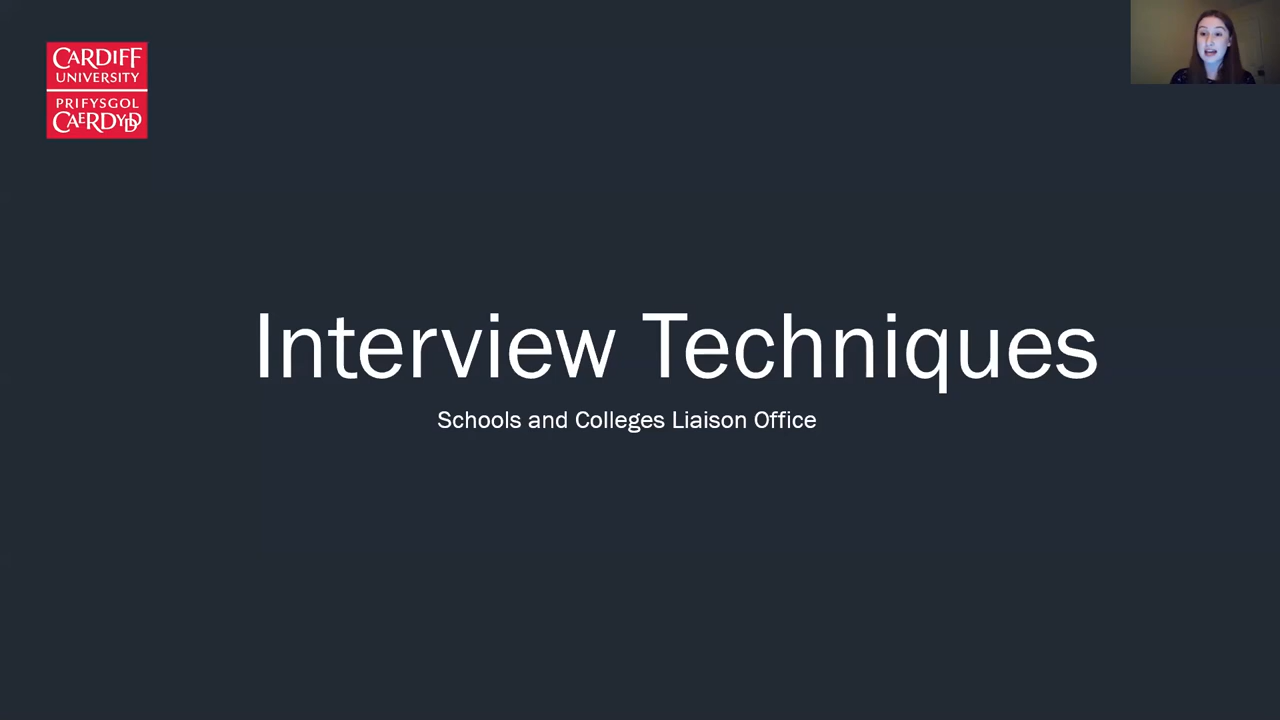 CARDIFF
UNIVERSITY
PRIFYSGOL
CAERDYDD
Interview Techniques
Schools and Colleges Liaison Office